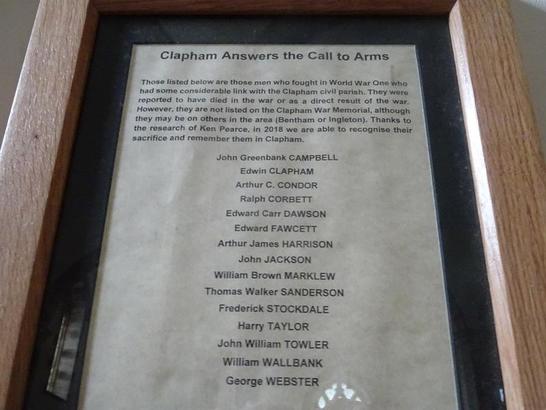 Clapham Answers the Call to Arms
Those listed below are those men who fought in World War One who
had some considerable link with the Clapham civil parish. They were
reported to have died in the war or as a direct result of the war.
However, they are not listed on the Clapham War Memorial, although
they may be on others in the area (Bentham or Ingleton). Thanks to
the research of Ken Pearce, in 2018 we are able to recognise their
sacrifice and remember them in Clapham.
John Greenbank CAMPBELL
Edwin CLAPHAM
Arthur C. CONDOR
Ralph CORBETT
Edward Carr DAWSON
Edward FAWCETT
Arthur James HARRISON
John JACKSON
William Brown MARKLEW
Thomas Walker SANDERSON
Frederick STOCKDALE
Harry TAYLOR
John William TOWLER
William WALLBANK
George WEBSTER